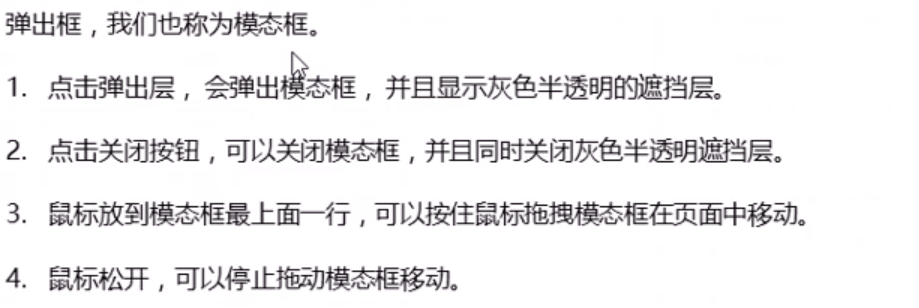 弹出框，我们也称为模态框。
1. 点击弹出层， 会弹出模态框， 并且显示灰色半透明的遮挡层。
2. 点击关闭按钮，可以关闭模态框，并且同时关闭灰色半透明遮挡层。
3. 鼠标放到模态框最上面一行，可以按住鼠标拖拽模态框在页面中移动。
4. 鼠标松开，可以停止拖动模态框移动。